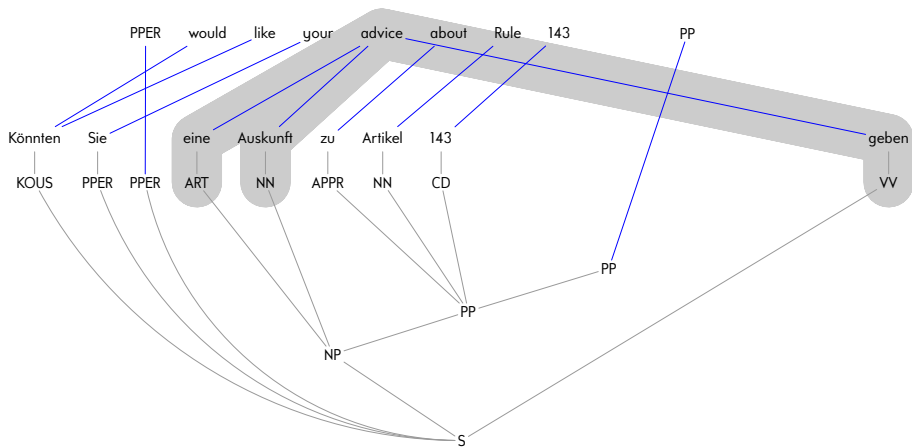 PPER would like your advice about Rule 143 PP
Könnten Sie eine Auskunft zu Artikel 143 geben
KOUS PPER PPER ART NN APPR NN CD VV
PP
PP
NP
S